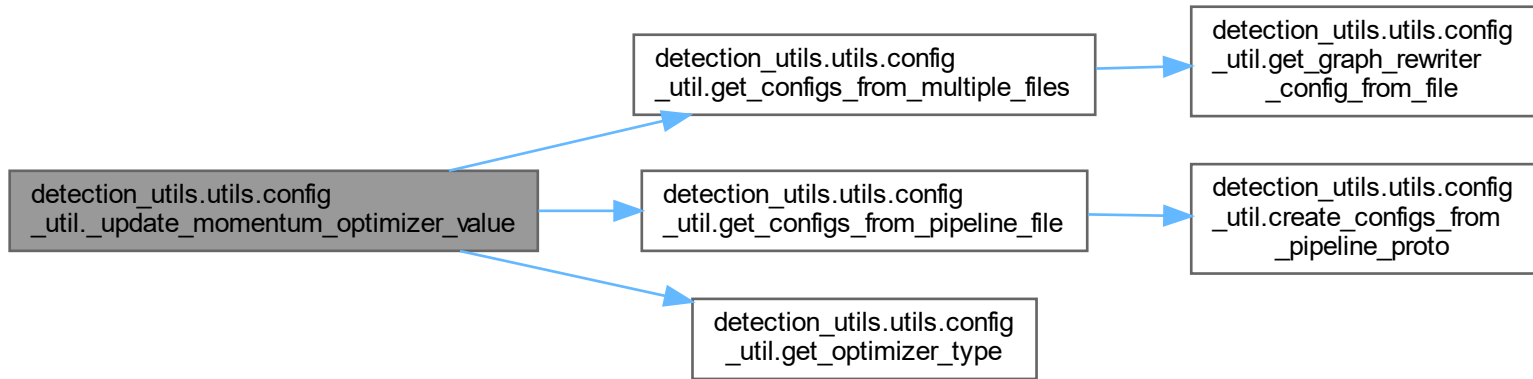 detection_utils.utils.config
_util._update_momentum_optimizer_value
detection_utils.utils.config
_util.get_configs_from_multiple_files
detection_utils.utils.config
_util.get_graph_rewriter
_config_from_file
detection_utils.utils.config
_util.get_configs_from_pipeline_file
detection_utils.utils.config
_util.create_configs_from
_pipeline_proto
detection_utils.utils.config
_util.get_optimizer_type